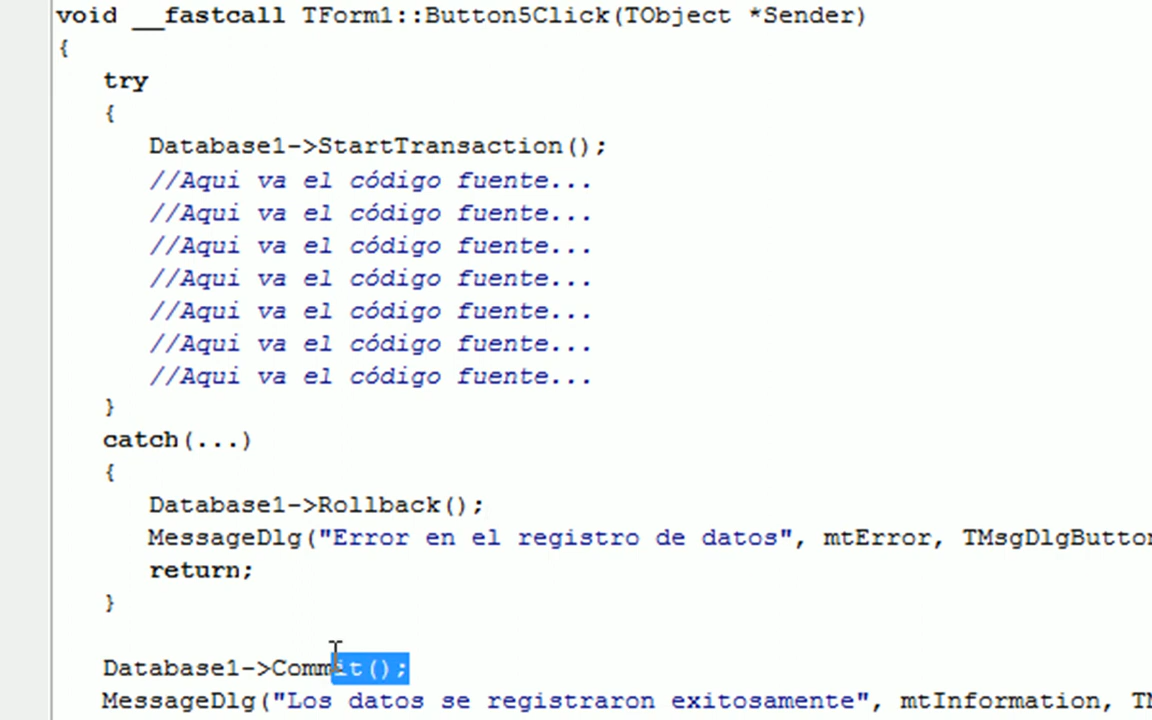 void __fastcall TForm1::Button5Click(TObject *Sender)
{
try
{
Database1->StartTransaction();
//Aqui va el código fuente...
//Aqui va el código fuente...
//Aqui va el código fuente...
//Aqui va el código fuente...
//Aqui va el código fuente...
//Aqui va el código fuente...
//Aqui va el código fuente...
}
catch(...)
{
Database1->Rollback();
MessageDlg("Error en el registro de datos", mtError, TMsgDlgButton
return;
}
Database1->Commit();
MessageDlg("Los datos se registraron exitosamente", mtInformation,